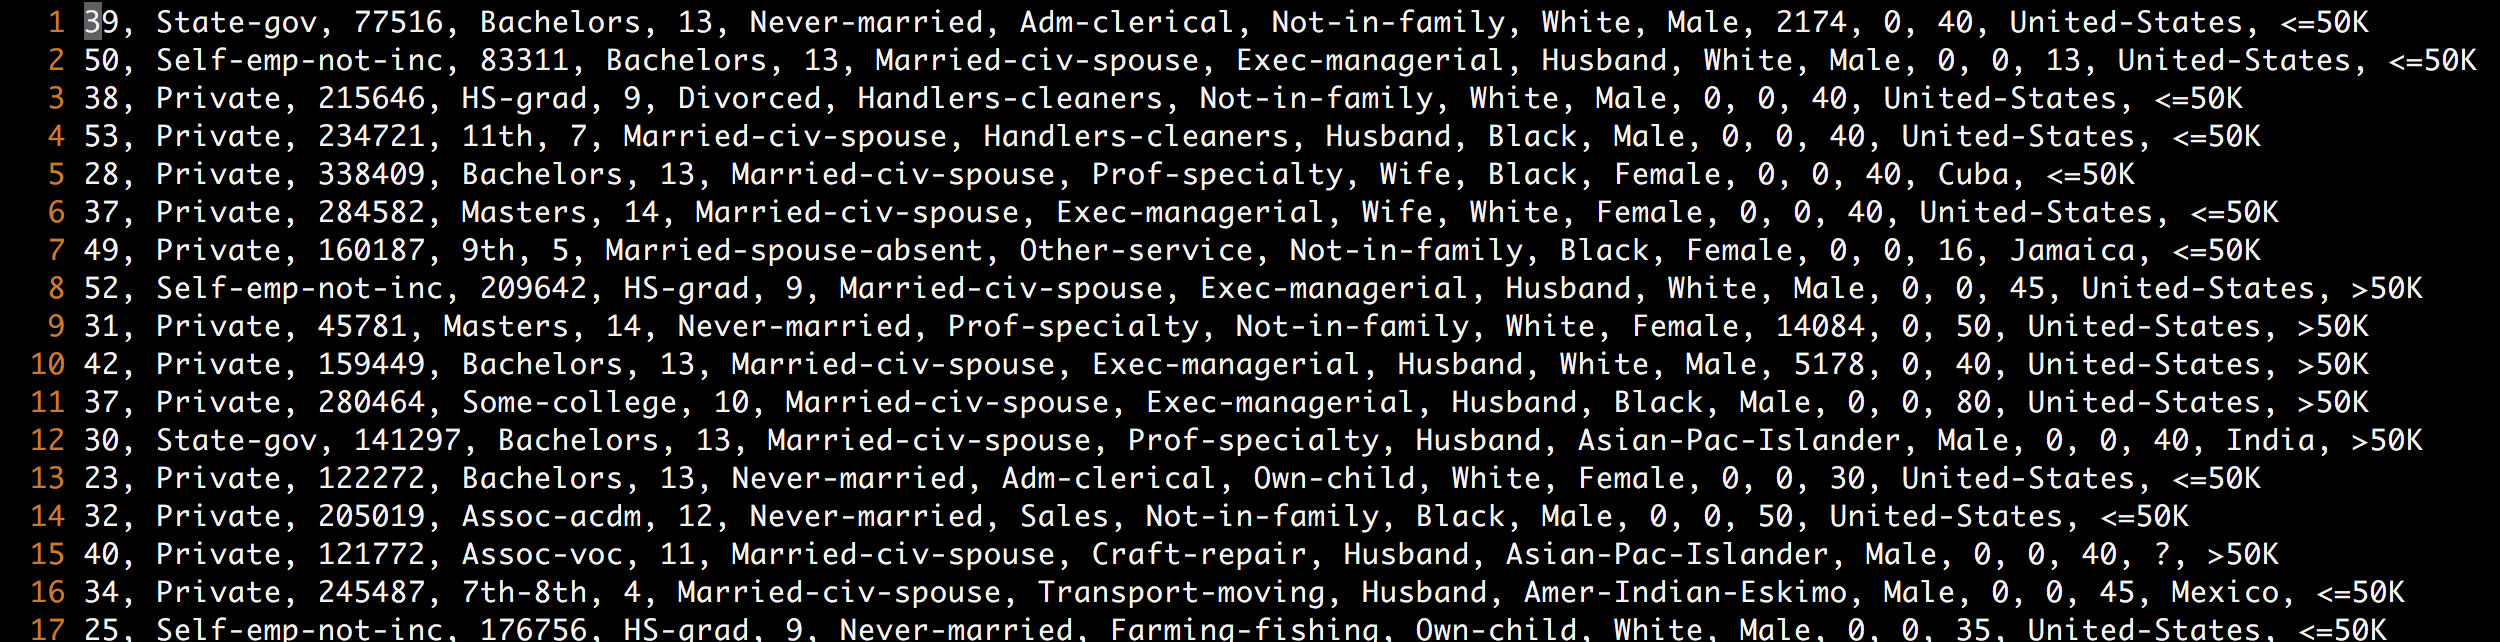 1 39, State-gov, 77516, Bachelors, 13, Never-married, Adm-clerical, Not-in-family, White, Male, 2174, 0, 40, United-States, <=50K
2 50, Self-emp-not-inc, 83311, Bachelors, 13, Married-civ-spouse, Exec-managerial, Husband, White, Male, 0, 0, 13, United-States, <=50K
3 38, Private, 215646, HS-grad, 9, Divorced, Handlers-cleaners, Not-in-family, White, Male, 0, 0, 40, United-States, <=50K
4 53, Private, 234721, 11th, 7, Married-civ-spouse, Handlers-cleaners, Husband, Black, Male, 0, 0, 40, United-States, <=50K
5 28, Private, 338409, Bachelors, 13, Married-civ-spouse, Prof-specialty, Wife, Black, Female, 0, 0, 40, Cuba, <=50K
6 37, Private, 284582, Masters, 14, Married-civ-spouse, Exec-managerial, Wife, White, Female, 0, 0, 40, United-States, <=50K
7 49, Private, 160187, 9th, 5, Married-spouse-absent, Other-service, Not-in-family, Black, Female, 0, 0, 16, Jamaica, <=50K
8 52, Self-emp-not-inc, 209642, HS-grad, 9, Married-civ-spouse, Exec-managerial, Husband, White, Male, 0, 0, 45, United-States, >50K
9 31, Private, 45781, Masters, 14, Never-married, Prof-specialty, Not-in-family, White, Female, 14084, 0, 50, United-States, >50K
10 42, Private, 159449, Bachelors, 13, Married-civ-spouse, Exec-managerial, Husband, White, Male, 5178, 0, 40, United-States, >50K
11 37, Private, 280464, Some-college, 10, Married-civ-spouse, Exec-managerial, Husband, Black, Male, 0, 0, 80, United-States, >50K
12 30, State-gov, 141297, Bachelors, 13, Married-civ-spouse, Prof-specialty, Husband, Asian-Pac-Islander, Male, 0, 0, 40, India, >50K
13 23, Private, 122272, Bachelors, 13, Never-married, Adm-clerical, Own-child, White, Female, 0, 0, 30, United-States, <=50K
14 32, Private, 205019, Assoc-acdm, 12, Never-married, Sales, Not-in-family, Black, Male, 0, 0, 50, United-States, <=50K
15 40, Private, 121772, Assoc-voc, 11, Married-civ-spouse, Craft-repair, Husband, Asian-Pac-Islander, Male, 0, 0, 40, ?, >50K
16 34, Private, 245487, 7th-8th, 4, Married-civ-spouse, Transport-moving, Husband, Amer-Indian-Eskimo, Male, 0, 0, 45, Mexico, <=50K
17 25, Self-emp-not-inc, 176756, HS-grad, 9, Never-married, Farming-fishing, Own-child, White, Male, 0, 0, 35, United-States, <=50K